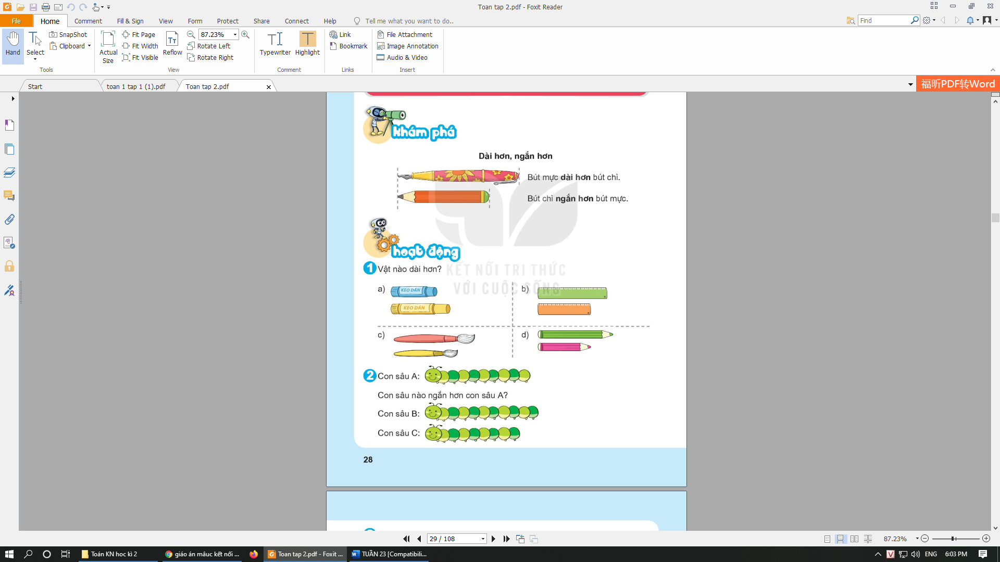 Toan tap 2.pdf - Foxit Reader
File Home Comment Fill & Sign View Form Protect Share Connect Help Tell me what you want to do.. Find
Hand Select SnapShot Clipboard Tools
Actual Size Fit Page Fit Width Fit Visible Reflow 87.23% Rotate Left Rotate Right View
Typewriter Highlight Comment
Link Bookmark Links
File Attachment Image Annotation Audio & Video Insert
Start toan 1 tap 1 (1).pdf Toan tap 2.pdf 福昕PDF转Word
khám phá
Dài hơn, ngắn hơn
Bút mực dài hơn bút chì.
Bút chì ngắn hơn bút mực.
hoạt động
1 Vật nào dài hơn?
KẾT NỐI TRI THỨC
VỚI CUỘC SỐNG
a) KEO DÁN b)
KEO DÁN
c) d)
2 Con sâu A:
Con sâu nào ngắn hơn con sâu A?
Con sâu B:
Con sâu C:
28
29 / 108 87.23%
Toán KN hoc kì 2 giáo án mâuc kết nối ... Toan tap 2.pdf - Foxit ... TUẦN 23 [Compatibili... ENG 6:03 PM